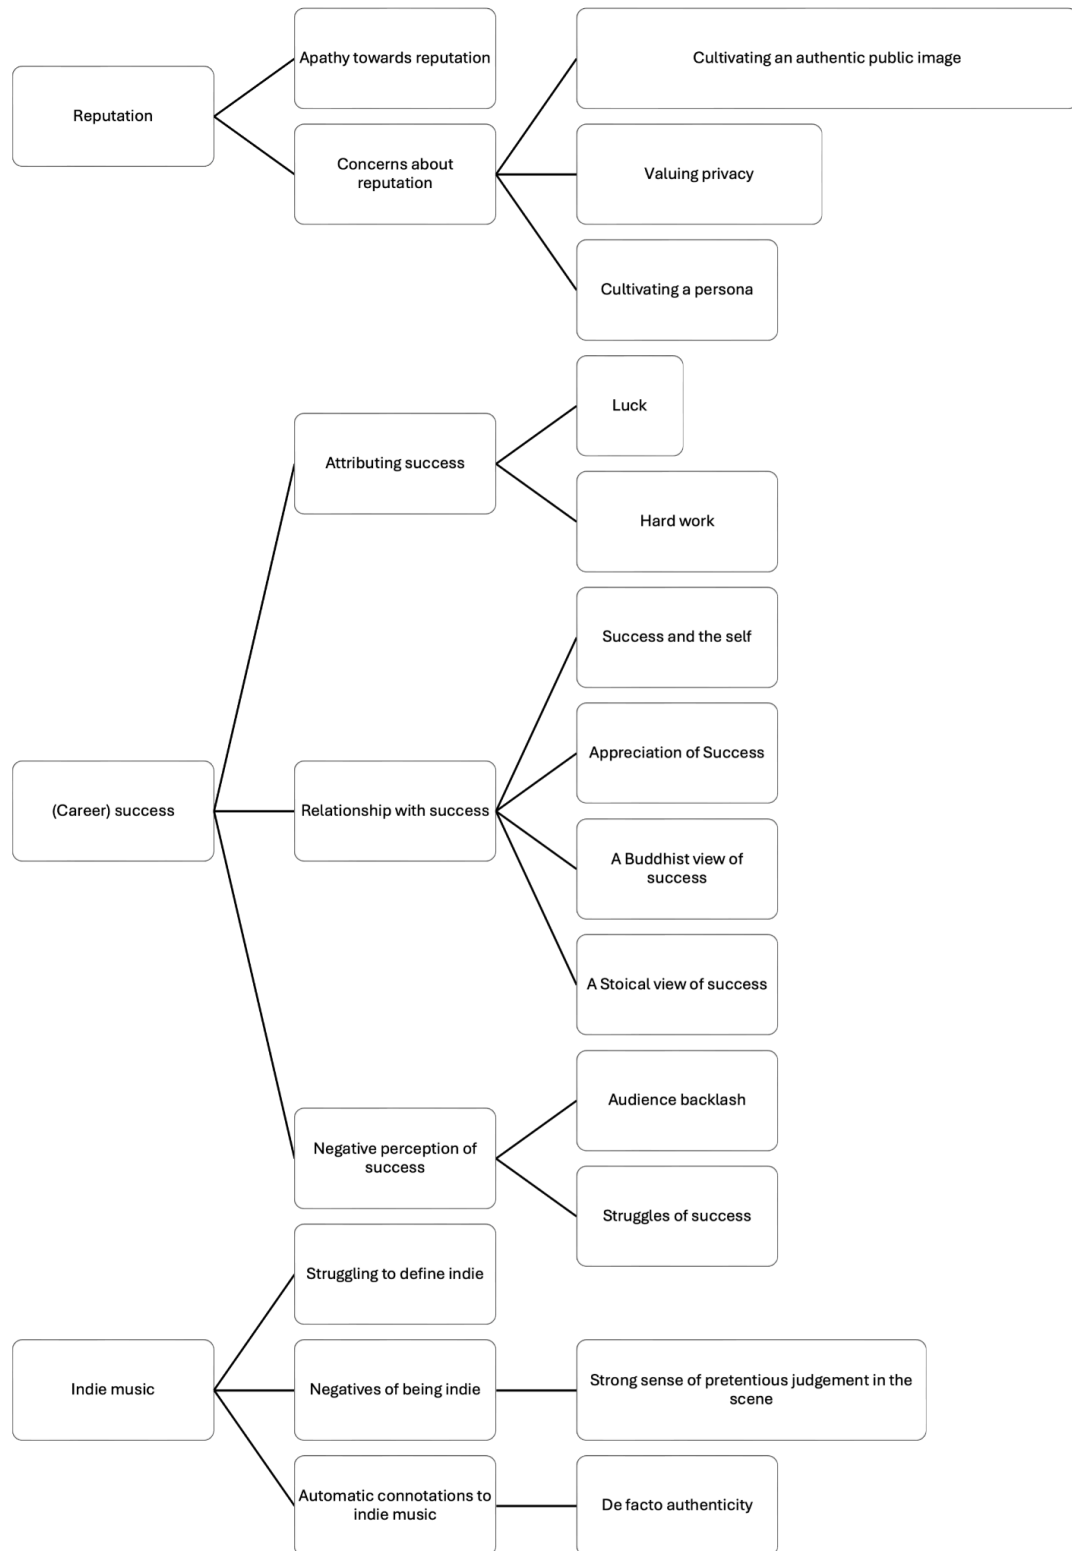 Apathy towards reputation
Cultivating an authentic public image
Reputation
Concerns about
reputation
Valuing privacy
Cultivating a persona
Luck
Attributing success
Hard work
Success and the self
Appreciation of Success
(Career) success
Relationship with success
A Buddhist view of
success
A Stoical view of success
Audience backlash
Negative perception of
success
Struggles of success
Struggling to define indie
Indie music
Negatives of being indie
Strong sense of pretentious judgement in the
scene
Automatic connotations to
indie music
De facto authenticity